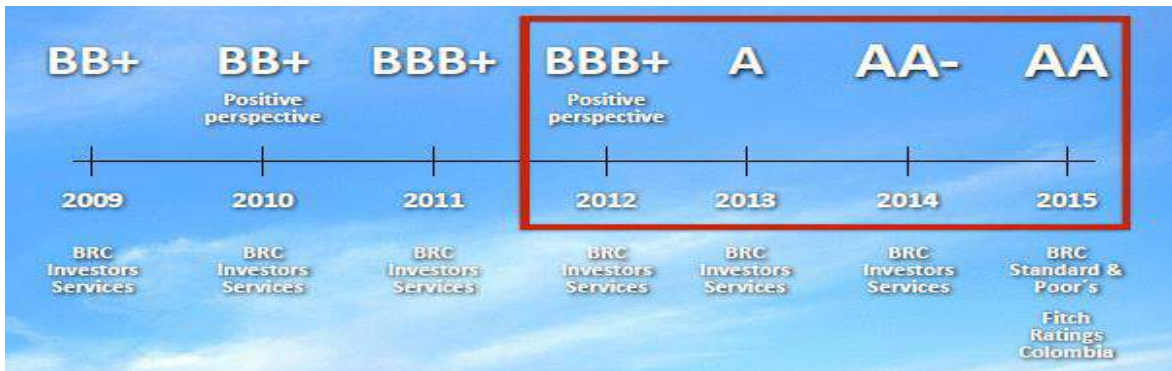 BB+ BB+ BBB+ BBB+ A AA- AA
Positive perspective Positive perspective
2009 2010 2011 2012 2013 2014 2015
BRC BRC BRC BRC BRC BRC BRC
Investors Investors Investors Investors Investors Investors Standard &
Services Services Services Services Services Services Poor´s
Fitch
Ratings
Colombia